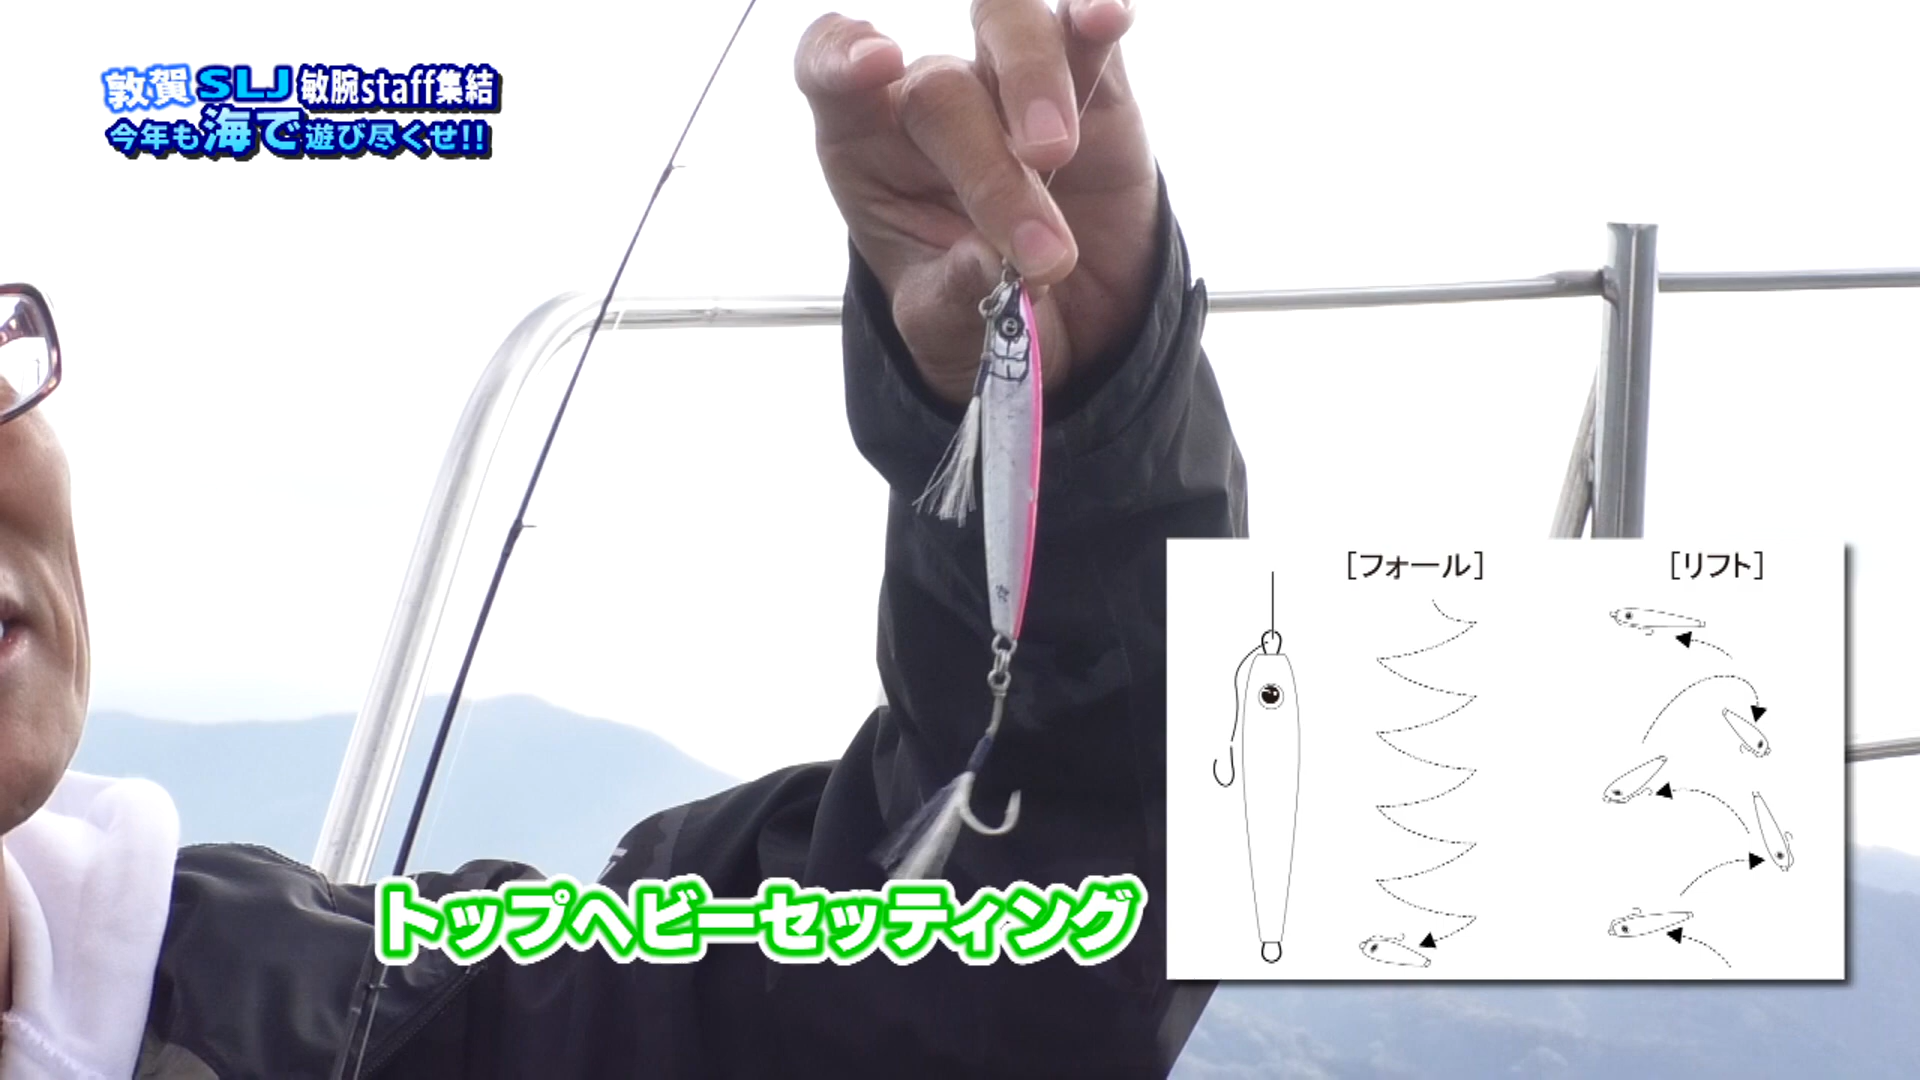 敦賀SLJ敏腕staff集結
今年も海で遊び尽くせ!!
[フォール]
[リフト]
トップヘビーセッティング